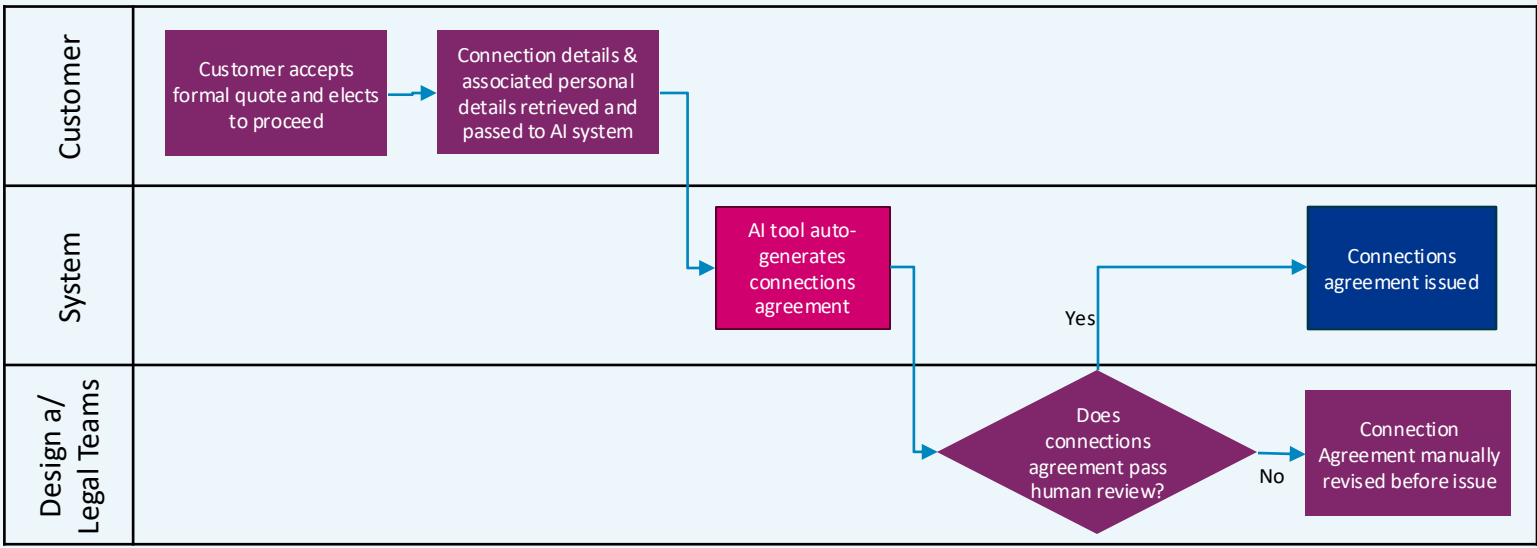 Customer
Customer accepts
formal quote and elects
to proceed
Connection details &
associated personal
details retrieved and
passed to AI system
System
AI tool auto-
generates
connections
agreement
Yes
Connections
agreement issued
Design a/
Legal Teams
Does
connections
agreement pass
human review?
No
Connection
Agreement manually
revised before issue